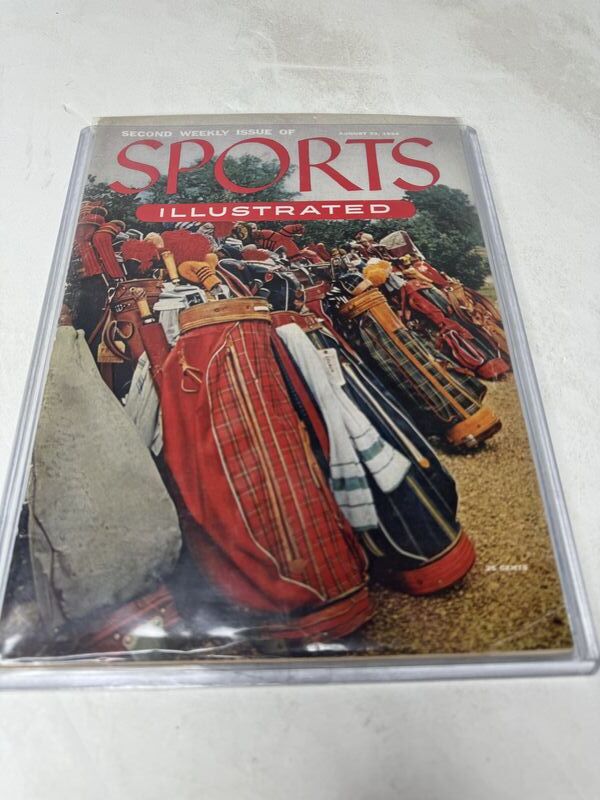 SECOND WEEKLY ISSUE OF AUGUST 23, 1954
SPORTS
ILLUSTRATED
25 CENTS